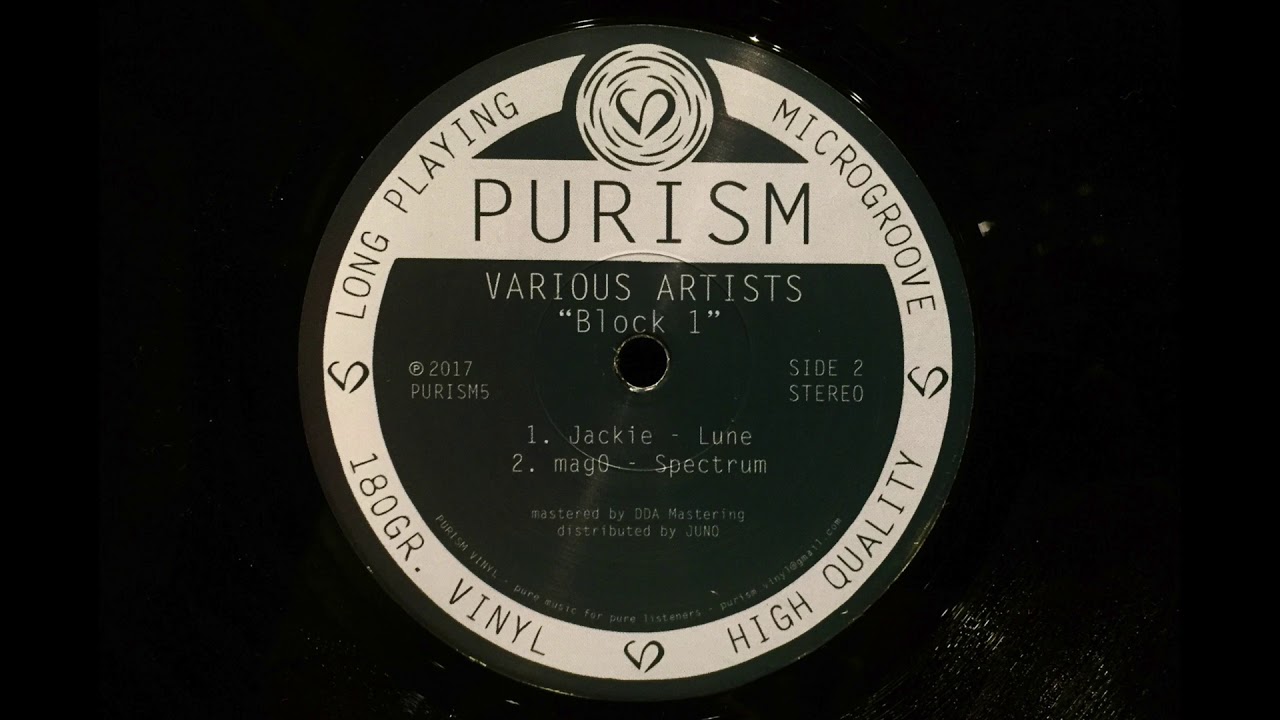 LONG PLAYING
MICROGROOVE
PURISM
VARIOUS ARTISTS
“Block 1”
℗ 2017
PURISM5
SIDE 2
STEREO
1. Jackie - Lune
2. mag0 - Spectrum
mastered by DDA Mastering
distributed by JUNO
PURISM VINYL - pure music for pure listeners - purism.vinyl@gmail.com
180GR. VINYL
HIGH QUALITY